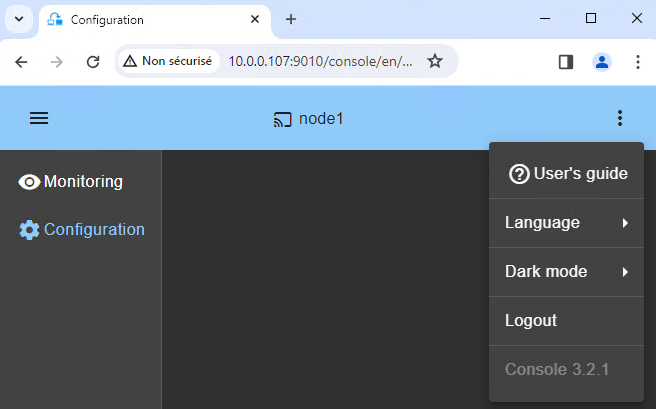 Configuration
Non sécurisé 10.0.0.107:9010/console/en/...
node1
Monitoring
Configuration
User's guide
Language
Dark mode
Logout
Console 3.2.1